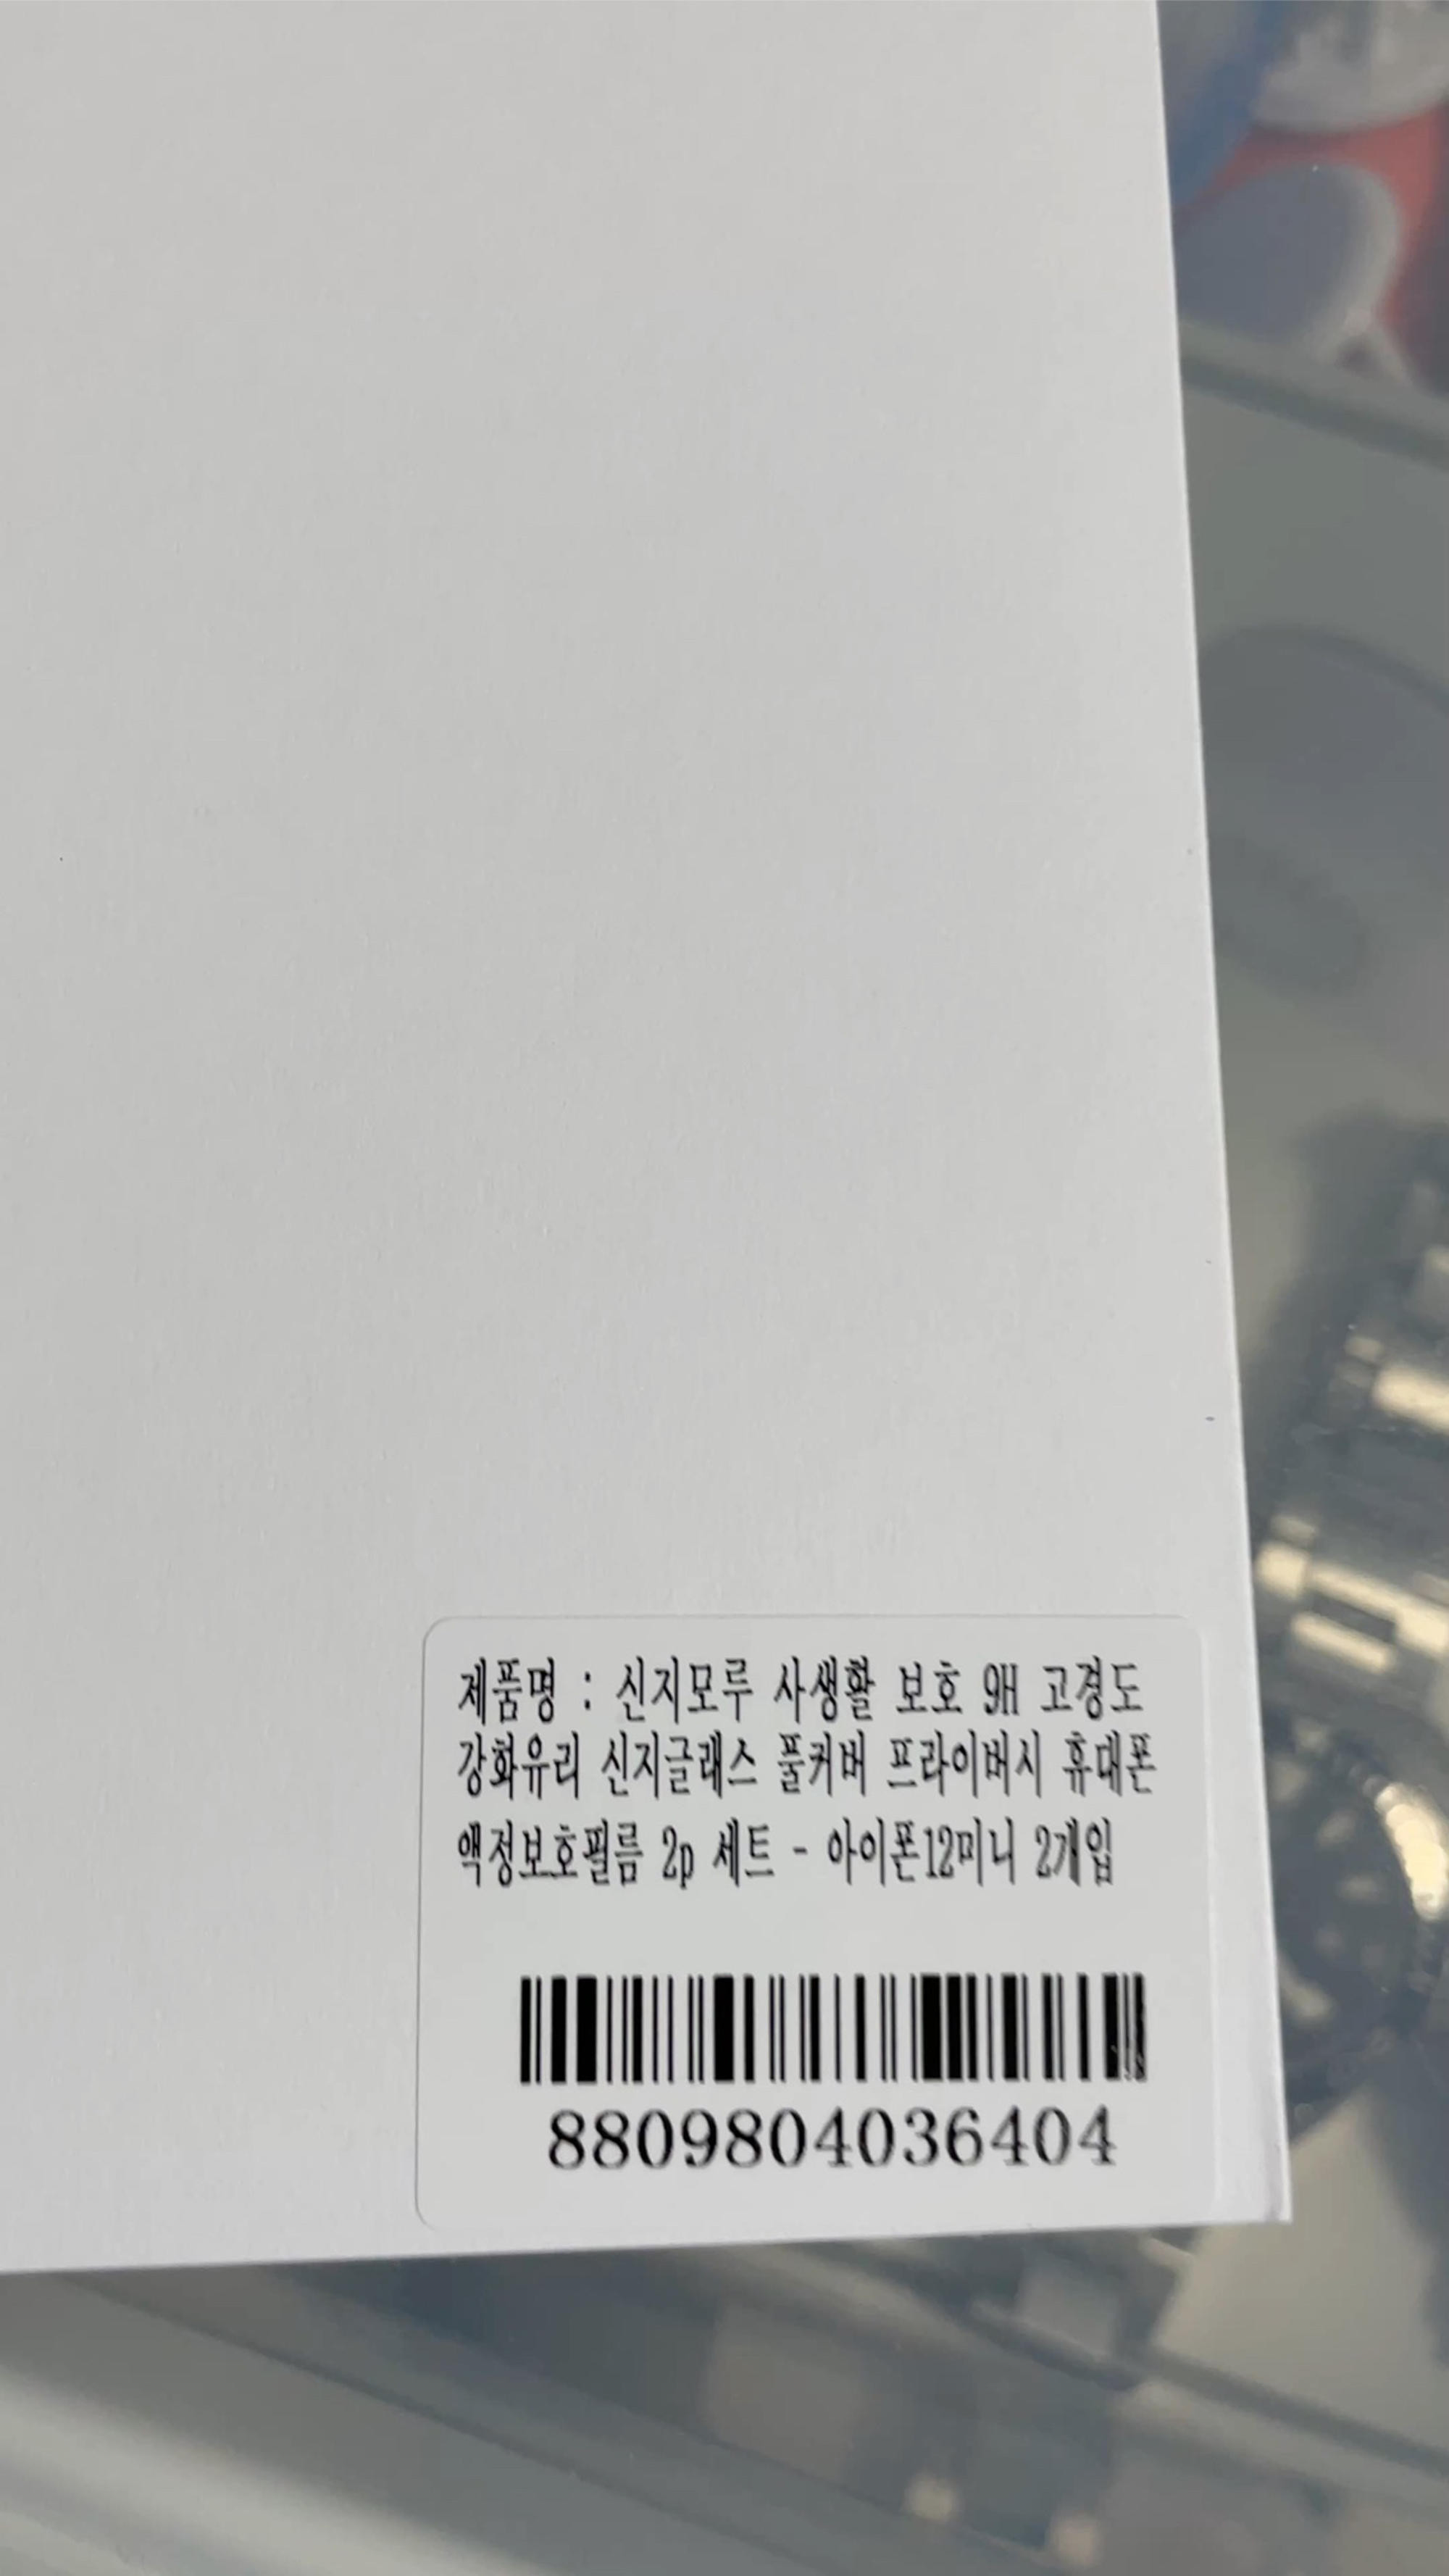 제품명 : 신지모루 사생활 보호 9H 고경도
강화유리 신지글래스 풀커버 프라이버시 휴대폰
액정보호필름 2p 세트 - 아이폰12미니 2개입
8809804036404